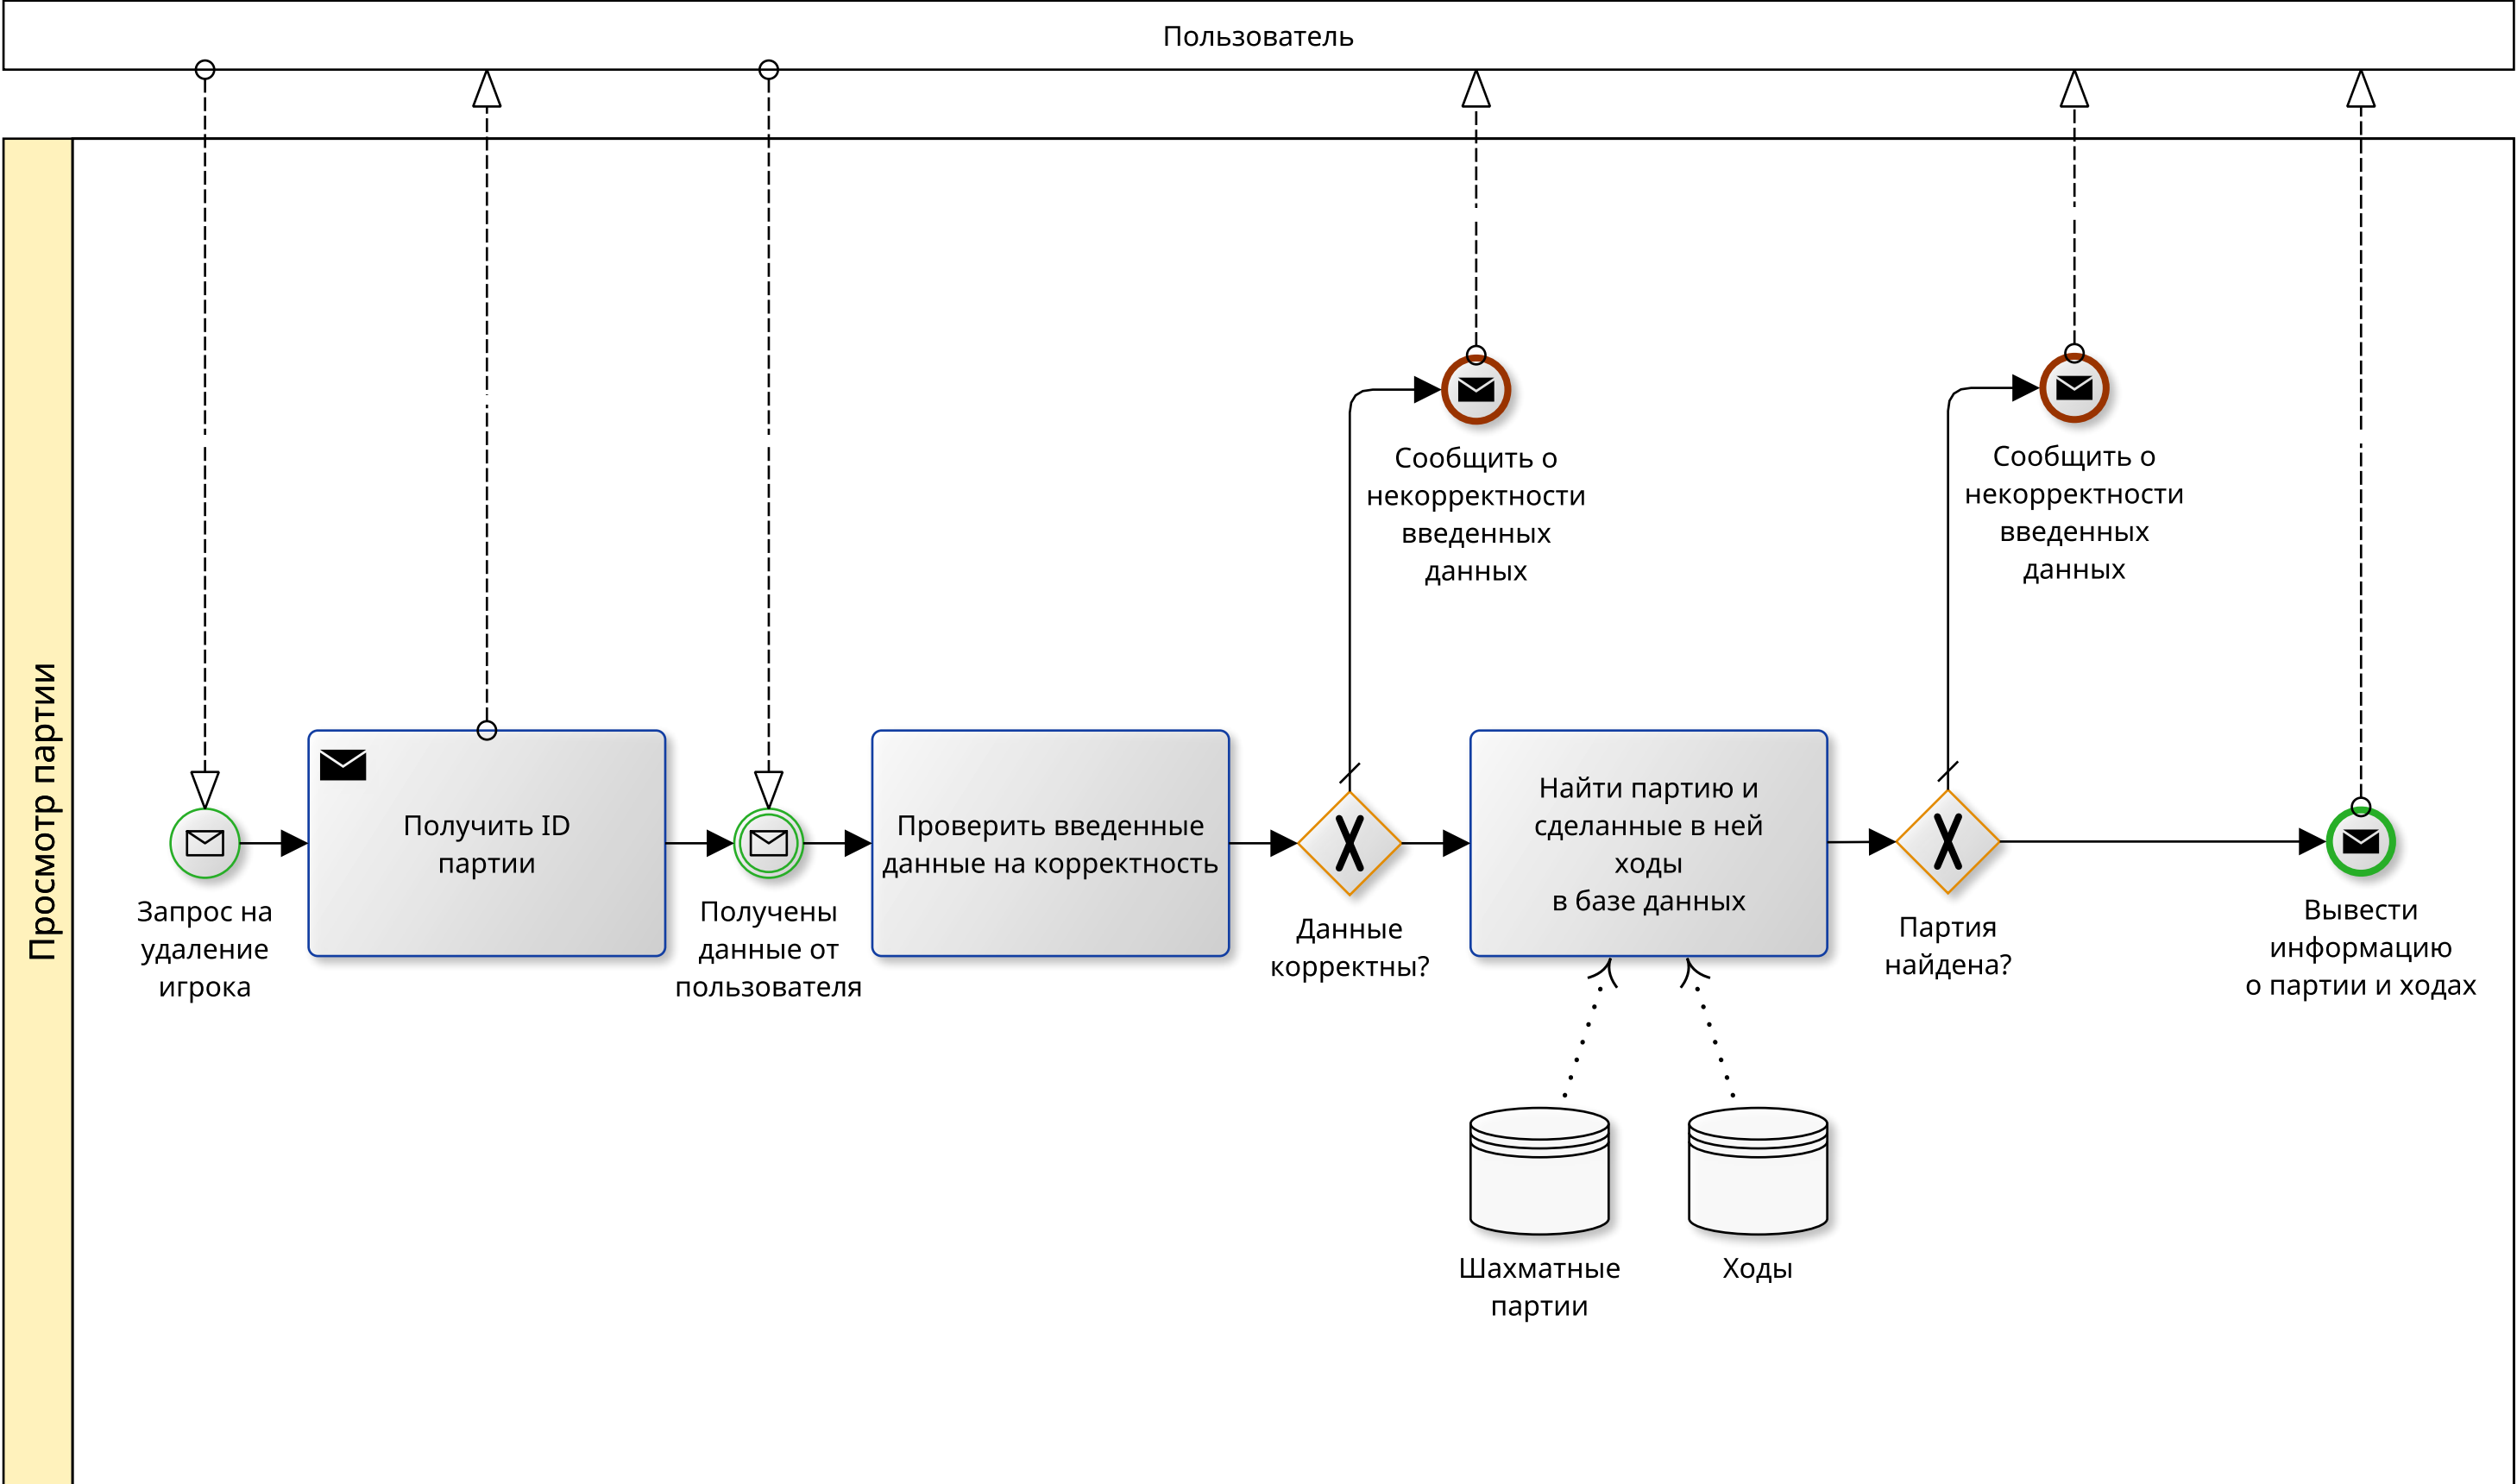 Пользователь
Просмотр партии
Запрос на
удаление
игрока
Получить ID
партии
Получены
данные от
пользователя
Проверить введенные
данные на корректность
Данные
корректны?
Сообщить о
некорректности
введенных
данных
Найти партию и
сделанные в ней
ходы
в базе данных
Шахматные
партии
Ходы
Партия
найдена?
Сообщить о
некорректности
введенных
данных
Вывести
информацию
о партии и ходах